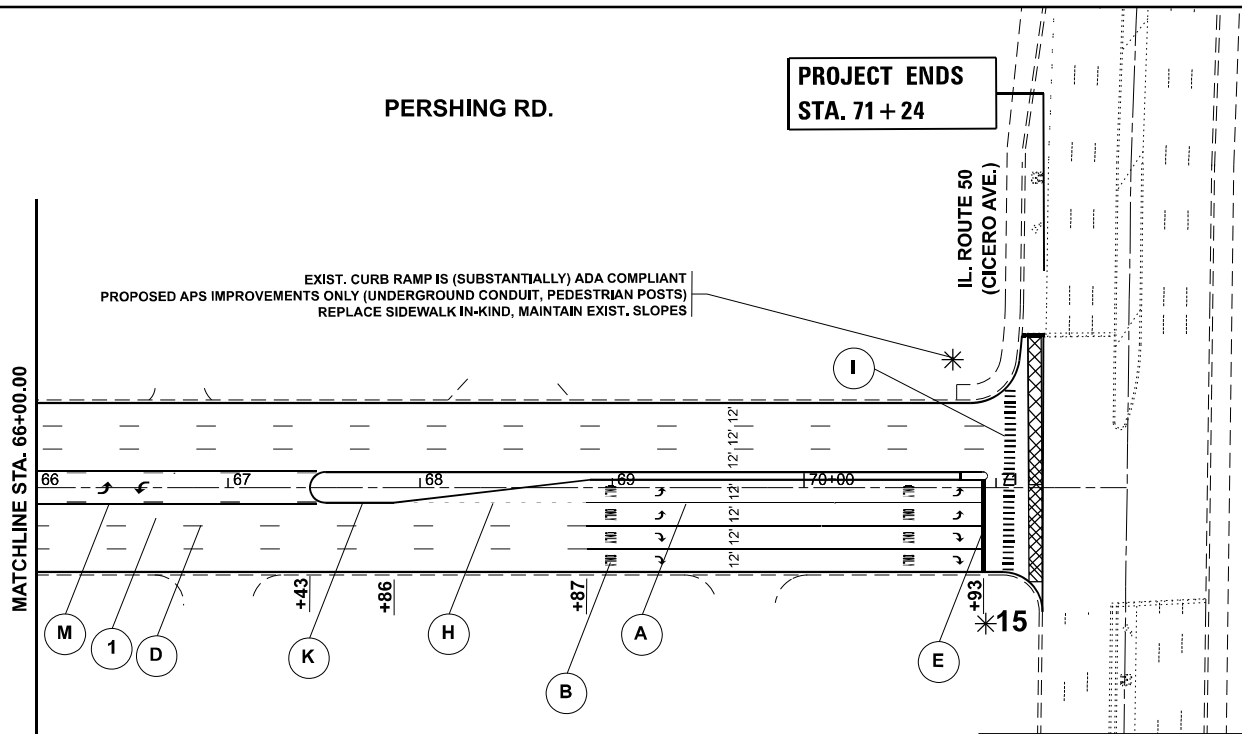 PROJECT ENDS
STA. 71 + 24
PERSHING RD.
IL. ROUTE 50
(CICERO AVE.)
EXIST. CURB RAMP IS (SUBSTANTIALLY) ADA COMPLIANT
PROPOSED APS IMPROVEMENTS ONLY (UNDERGROUND CONDUIT, PEDESTRIAN POSTS)
REPLACE SIDEWALK IN-KIND, MAINTAIN EXIST. SLOPES
I
MATCHLINE STA. 66+00.00
12' 12' 12'
66 67 68 69 70+00 71
12' 12' 12' 12'
+43 +86 +87 +93
15
M 1 D K H B A E